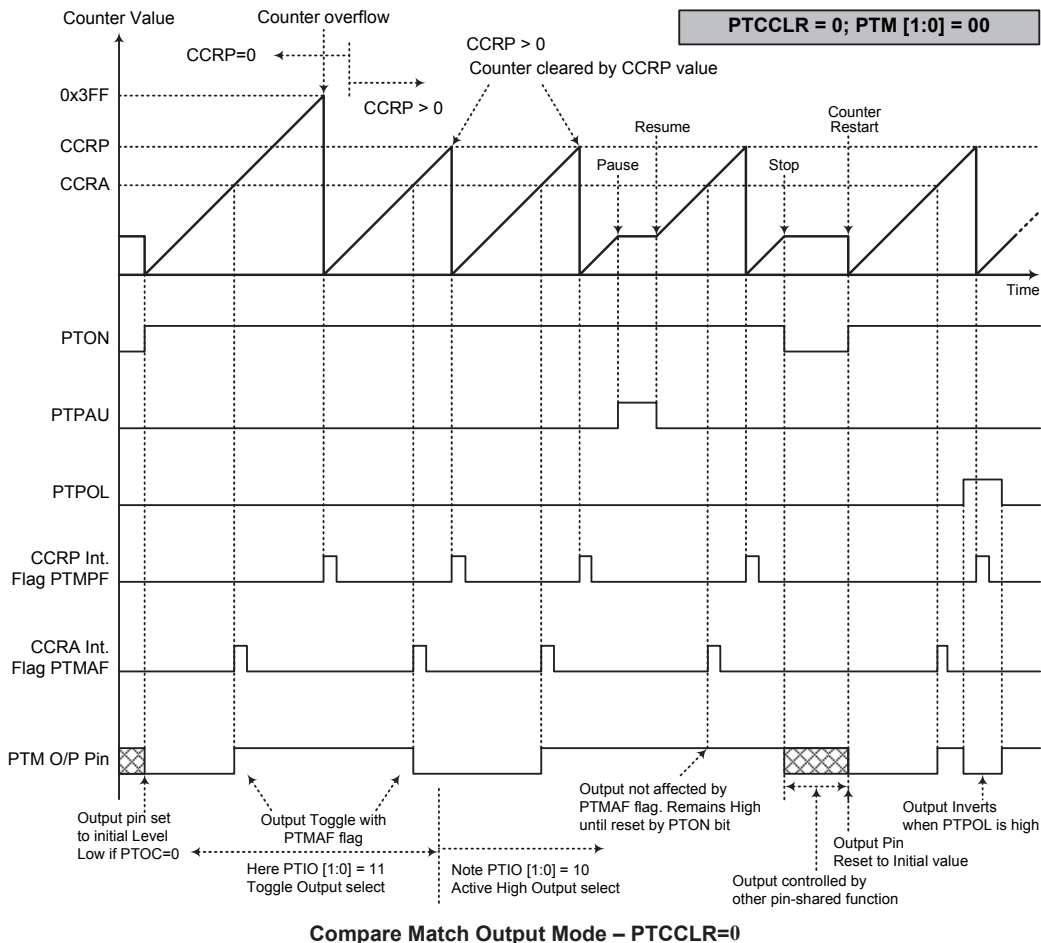 Counter Value
Counter overflow
PTCCLR = 0; PTM [1:0] = 00
CCRP=0
CCRP > 0
CCRP > 0
Counter cleared by CCRP value
0x3FF
CCRP
CCRA
Pause
Resume
Stop
Counter
Restart
Time
PTON
PTPAU
PTPOL
CCRP Int.
Flag PTMPF
CCRA Int.
Flag PTMAF
PTM O/P Pin
Output pin set
to initial Level
Low if PTOC=0
Output Toggle with
PTMAF flag
Here PTIO [1:0] = 11
Toggle Output select
Note PTIO [1:0] = 10
Active High Output select
Output not affected by
PTMAF flag. Remains High
until reset by PTON bit
Output controlled by
other pin-shared function
Output Pin
Reset to Initial value
Output Inverts
when PTPOL is high
Compare Match Output Mode – PTCCLR=0